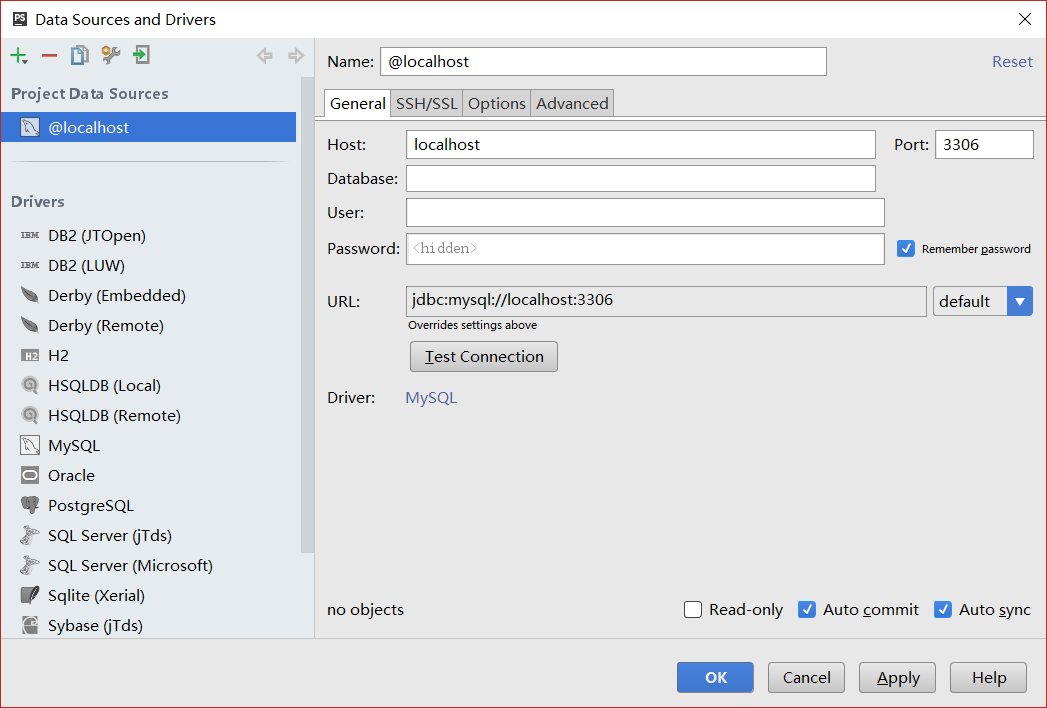 PS Data Sources and Drivers
Project Data Sources
@localhost
Drivers
IBM DB2 (JTOpen)
IBM DB2 (LUW)
Derby (Embedded)
Derby (Remote)
H2 H2
HSQLDB (Local)
HSQLDB (Remote)
MySQL
Oracle
PostgreSQL
SQL Server (jTds)
SQL Server (Microsoft)
Sqlite (Xerial)
Sybase (jTds)
Name: @localhost Reset
General SSH/SSL Options Advanced
Host: localhost Port: 3306
Database:
User:
Password: <hidden> Remember password
URL: jdbc:mysql://localhost:3306 default
Overrides settings above
Test Connection
Driver: MySQL
no objects Read-only Auto commit Auto sync
OK Cancel Apply Help